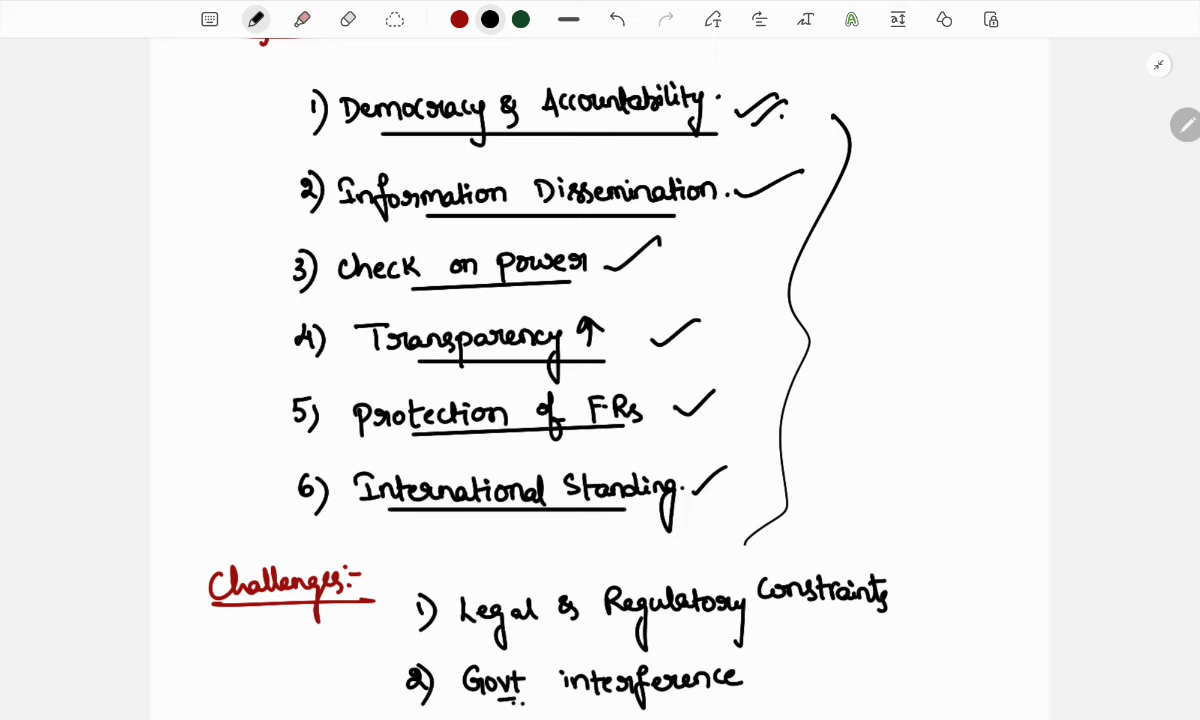 1) Democracy & Accountability.
2) Information Dissemination.
3) Check on power
4) Transparency ↑
5) Protection of F.Rs
6) International Standing.
Challenges:-
1) Legal & Regulatory Constraints
2) Govt interference